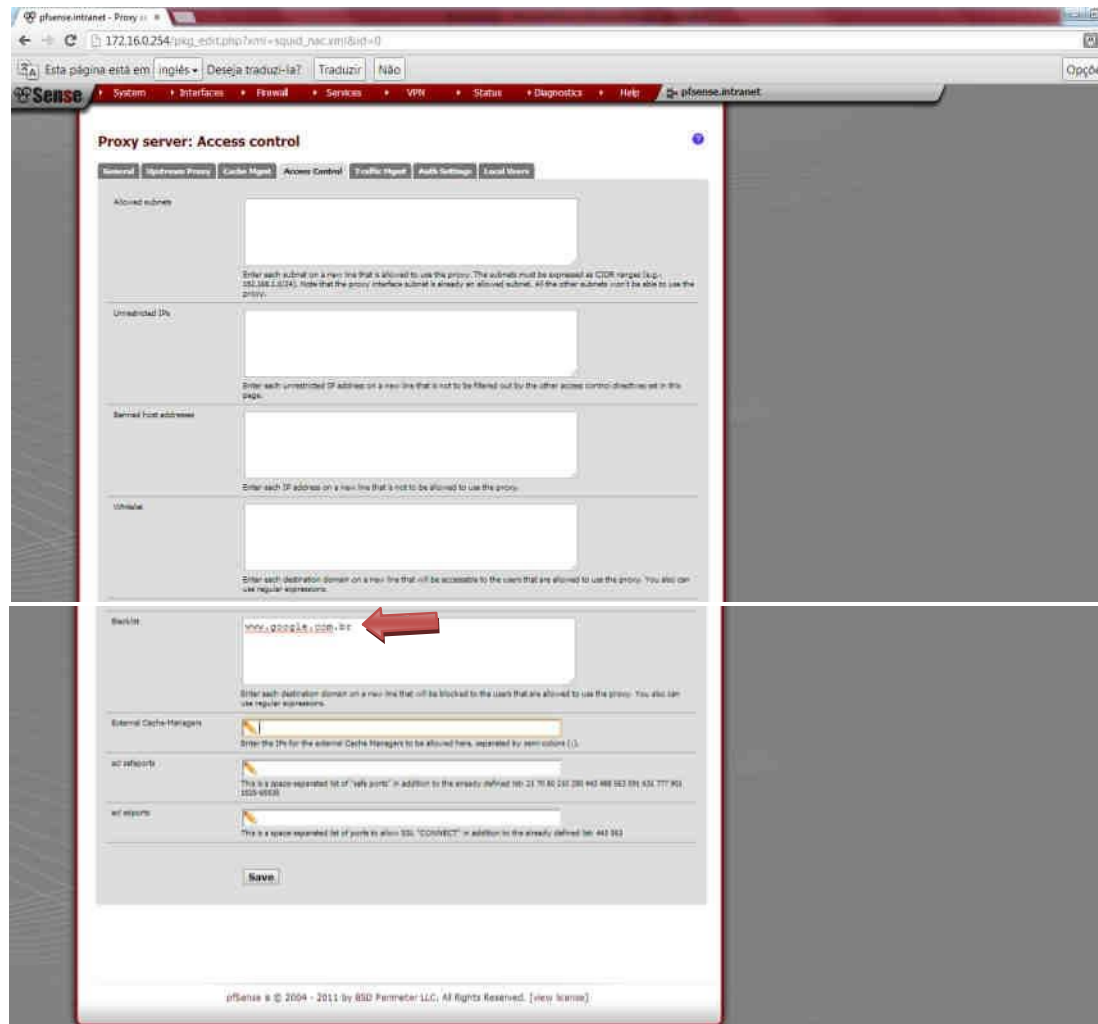 pfsense.intranet - Proxy s
172.16.0.254/pkg_edit.php?xml=squid_nac.xml&id=0
Esta página está em inglês Deseja traduzi-la? Traduzir Não Opçõe
Sense System Interfaces Firewall Services VPN Status Diagnostics Help pfsense.intranet
Proxy server: Access control
General Upstream Proxy Cache Mgmt Access Control Traffic Mgmt Auth Settings Local Users
Allowed subnets
Enter each subnet on a new line that is allowed to use the proxy. The subnets must be expressed as CIDR ranges (e.g.:
192.168.1.0/24). Note that the proxy interface subnet is already an allowed subnet. All the other subnets won't be able to use the
proxy.
Unrestricted IPs
Enter each unrestricted IP address on a new line that is not to be filtered out by the other access control directives set in this
page.
Banned host addresses
Enter each IP address on a new line that is not to be allowed to use the proxy.
Whitelist
Enter each destination domain on a new line that will be accessable to the users that are allowed to use the proxy. You also can
use regular expressions.
Blacklist
www.google.com.br
Enter each destination domain on a new line that will be blocked to the users that are allowed to use the proxy. You also can
use regular expressions.
External Cache-Managers
Enter the IPs for the external Cache Managers to be allowed here, separated by semi-colons (;).
acl safeports
This is a space-separated list of "safe ports" in addition to the already defined list: 21 70 80 210 280 443 488 563 591 631 777 901
1025-65535
acl sslports
This is a space-separated list of ports to allow SSL "CONNECT" in addition to the already defined list: 443 563
Save
pfSense is © 2004 - 2011 by BSD Perimeter LLC. All Rights Reserved. [view license]